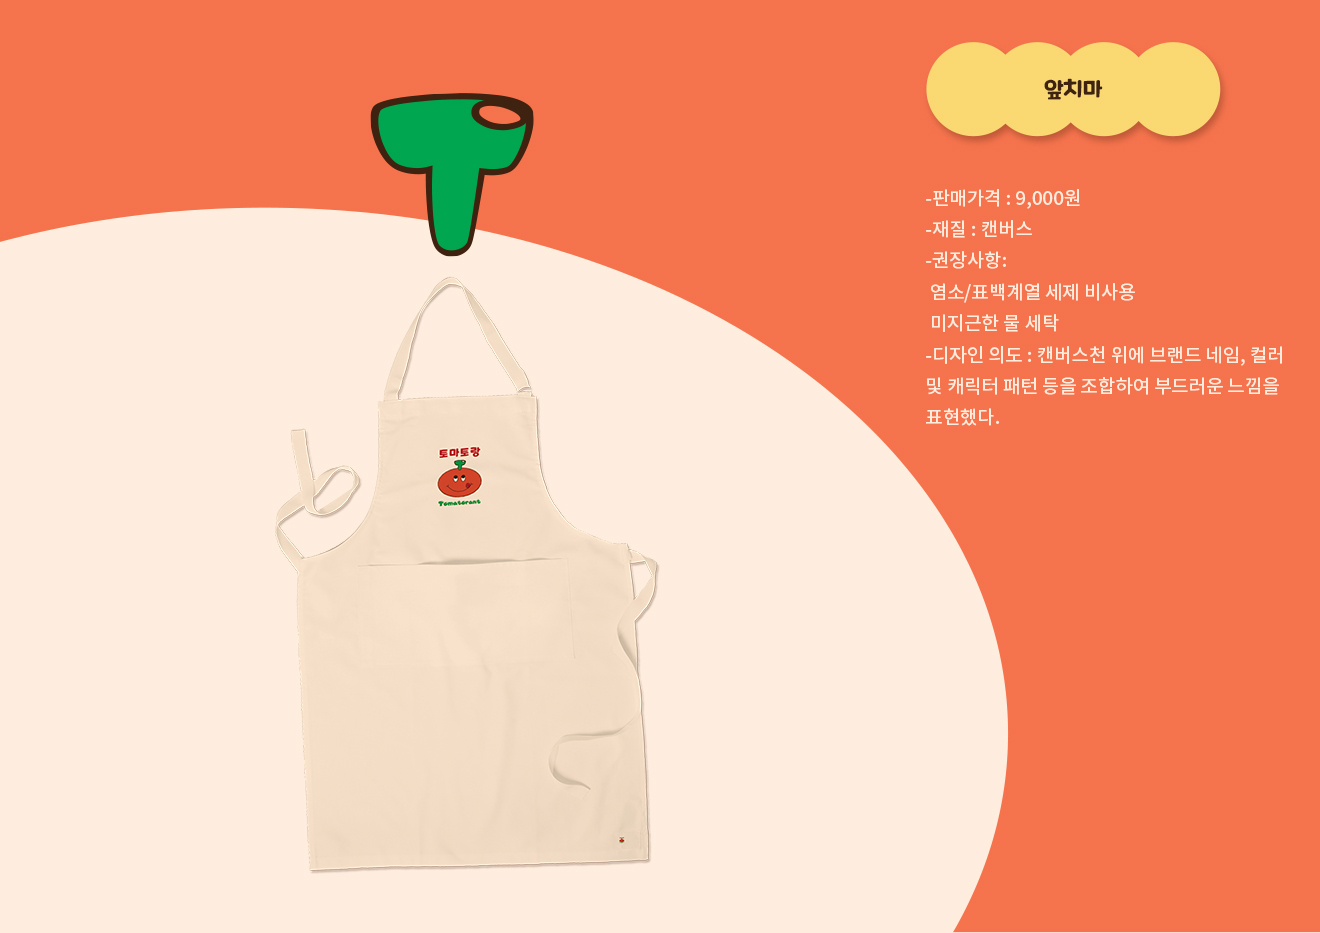 앞치마
-판매가격 : 9,000원
-재질 : 캔버스
-권장사항:
염소/표백계열 세제 비사용
미지근한 물 세탁
-디자인 의도 : 캔버스천 위에 브랜드 네임, 컬러
및 캐릭터 패턴 등을 조합하여 부드러운 느낌을
표현했다.
토마토랑
Tomatorant